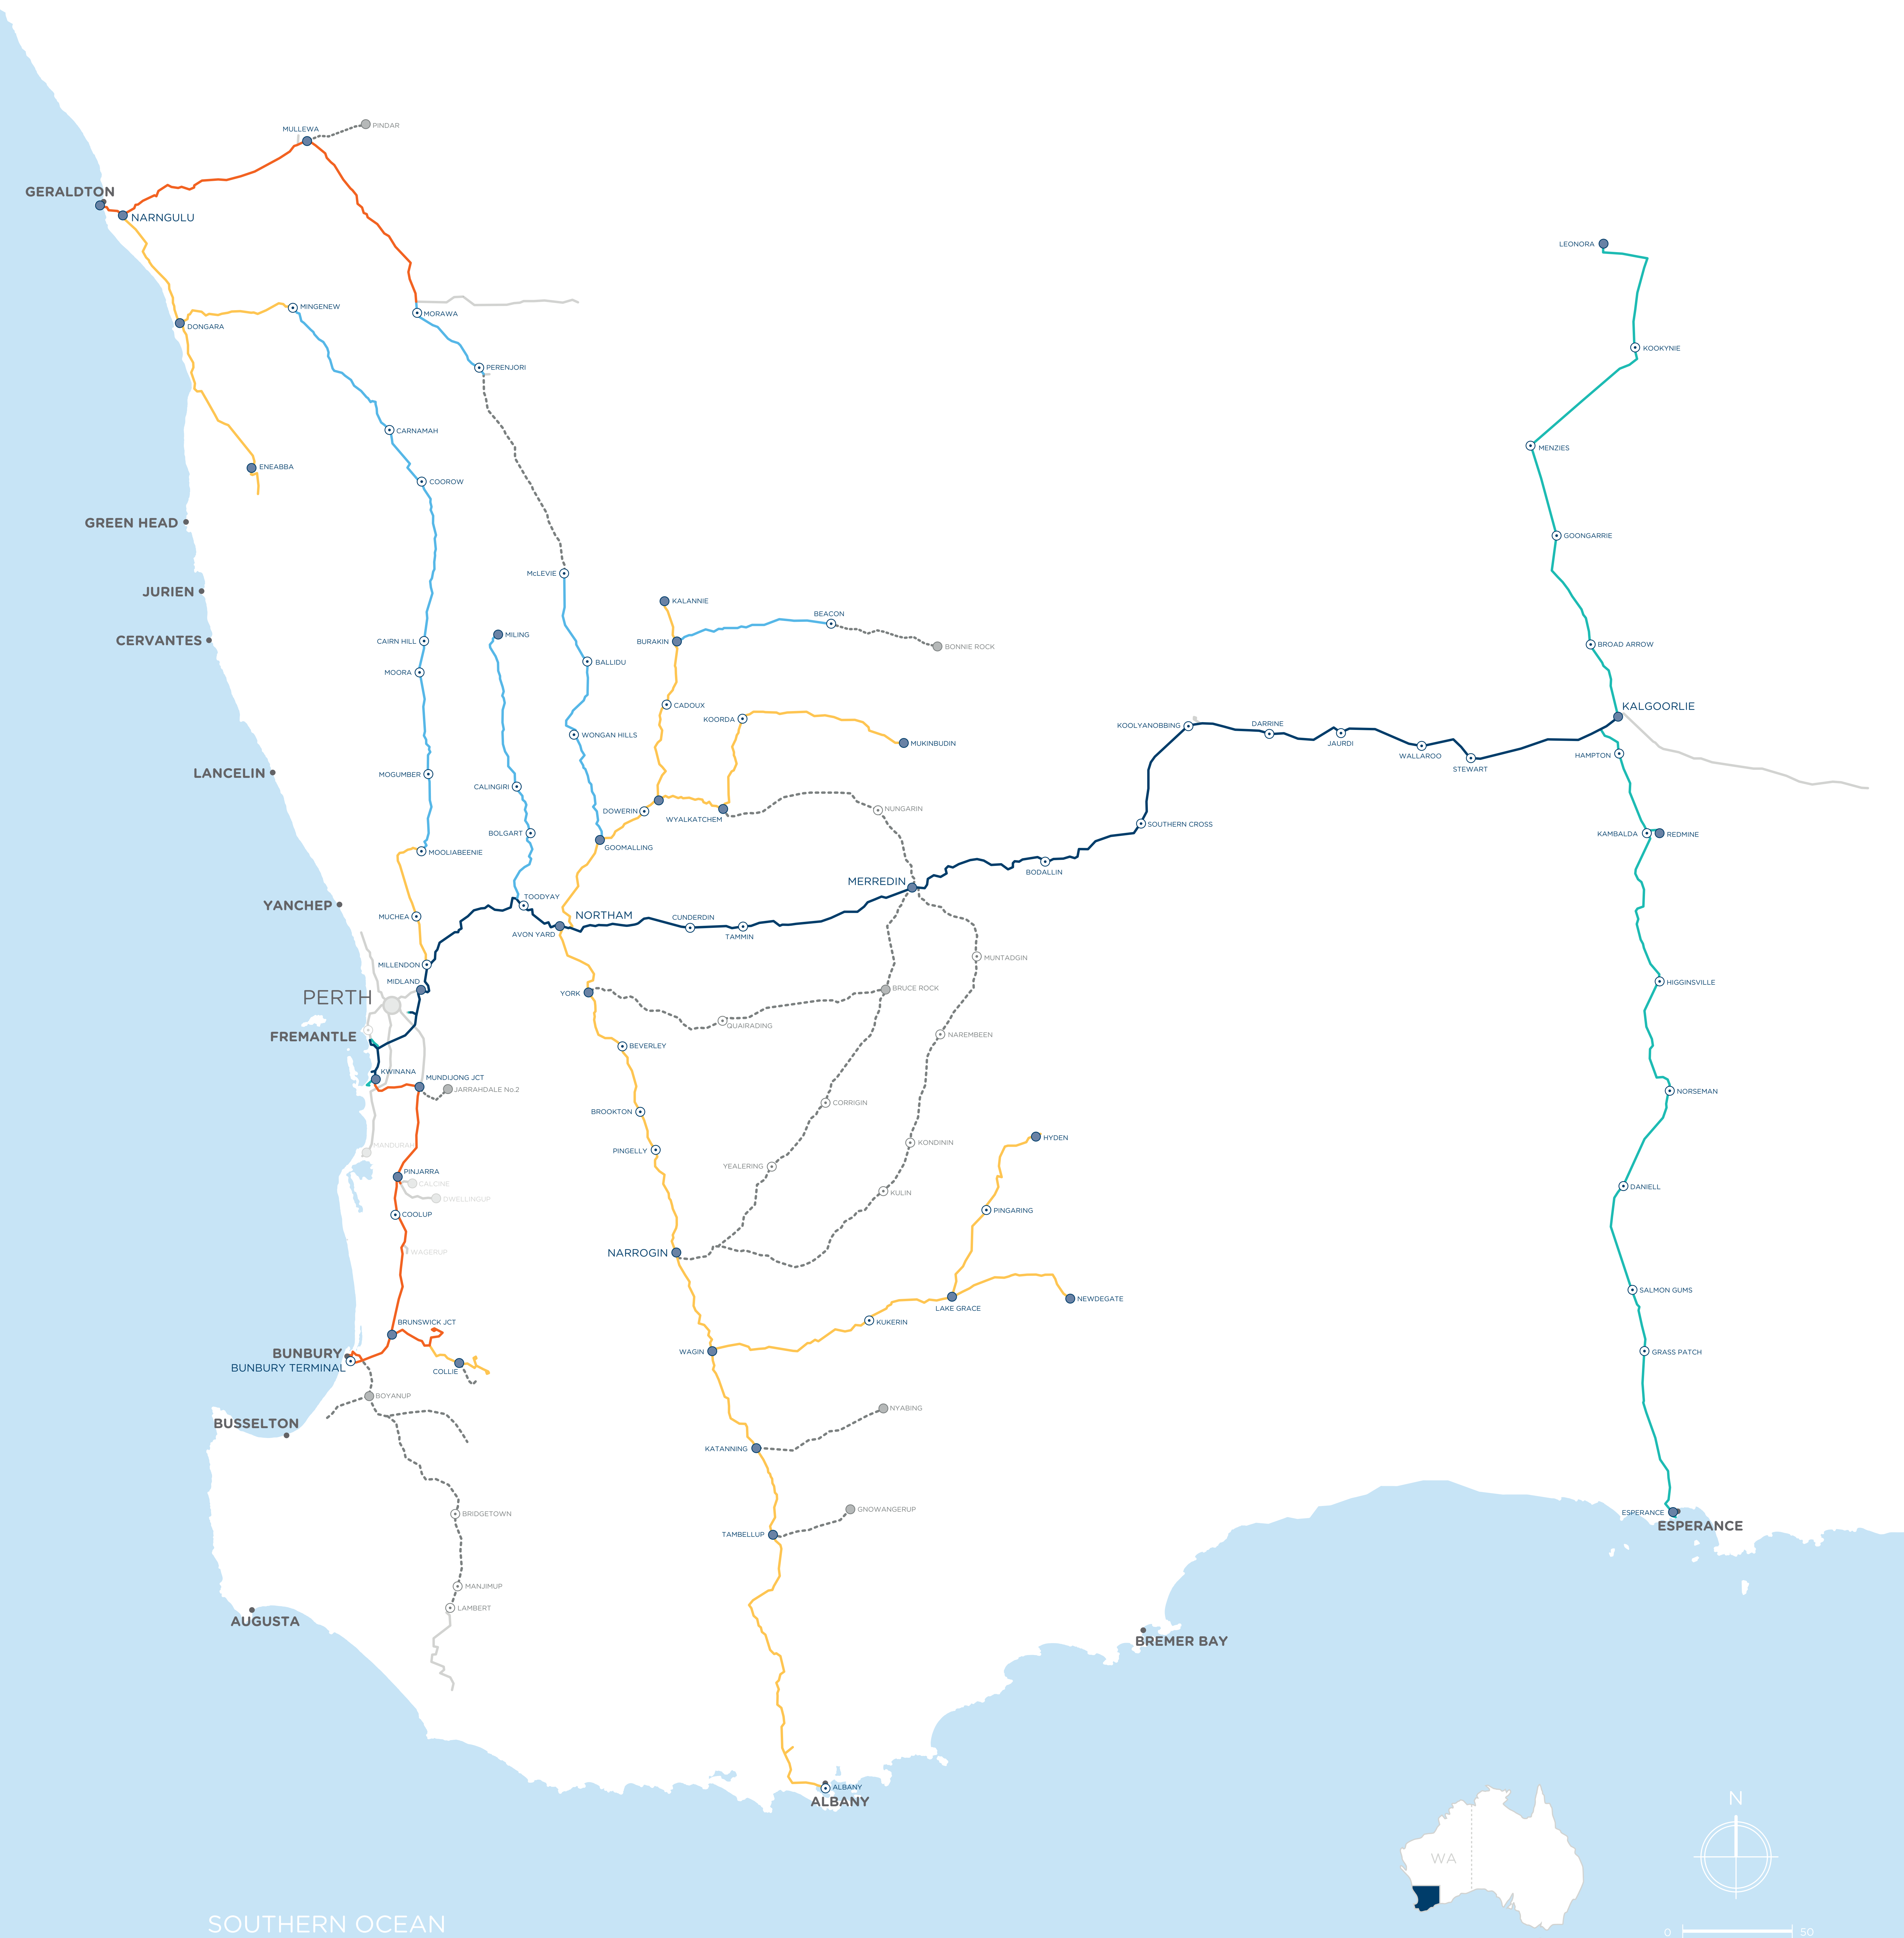 PINDAR
MULLEWA
GERALDTON
NARNGULU
LEONORA
MINGENEW
MORAWA
DONGARA
KOOKYNIE
PERENJORI
CARNAMAH
MENZIES
ENEABBA
COOROW
GREEN HEAD
GOONGARRIE
McLEVIE
JURIEN
KALANNIE
BEACON
MILING
CERVANTES
CAIRN HILL
BURAKIN
BROAD ARROW
BONNIE ROCK
BALLIDU
MOORA
CADOUX
KALGOORLIE
KOORDA
KOOLYANOBBING
DARRINE
WONGAN HILLS
MUKINBUDIN
JAURDI
WALLAROO
HAMPTON
STEWART
LANCELIN
MOGUMBER
CALINGIRI
NUNGARIN
DOWERIN
WYALKATCHEM
SOUTHERN CROSS
BOLGART
KAMBALDA
REDMINE
GOOMALLING
MOOLIABEENIE
BODALLIN
MERREDIN
TOODYAY
YANCHEP
MUCHEA
NORTHAM
CUNDERDIN
AVON YARD
TAMMIN
MUNTADGIN
MILLENDON
MIDLAND
HIGGINSVILLE
BRUCE ROCK
YORK
PERTH
QUAIRADING
FREMANTLE
NAREMBEEN
BEVERLEY
KWINANA
MUNDIJONG JCT
JARRAHDALE No.2
NORSEMAN
CORRIGIN
BROOKTON
HYDEN
KONDININ
MANDURAH
PINGELLY
YEALERING
PINJARRA
CALCINE
DANIELL
KULIN
DWELLINGUP
PINGARING
COOLUP
WAGERUP
NARROGIN
SALMON GUMS
NEWDEGATE
LAKE GRACE
BRUNSWICK JCT
KUKERIN
WAGIN
GRASS PATCH
BUNBURY
BUNBURY TERMINAL
COLLIE
BOYANUP
NYABING
BUSSELTON
KATANNING
GNOWANGERUP
ESPERANCE
BRIDGETOWN
ESPERANCE
TAMBELLUP
MANJIMUP
LAMBERT
AUGUSTA
BREMER BAY
ALBANY
ALBANY
N
WA
SOUTHERN OCEAN
0
50